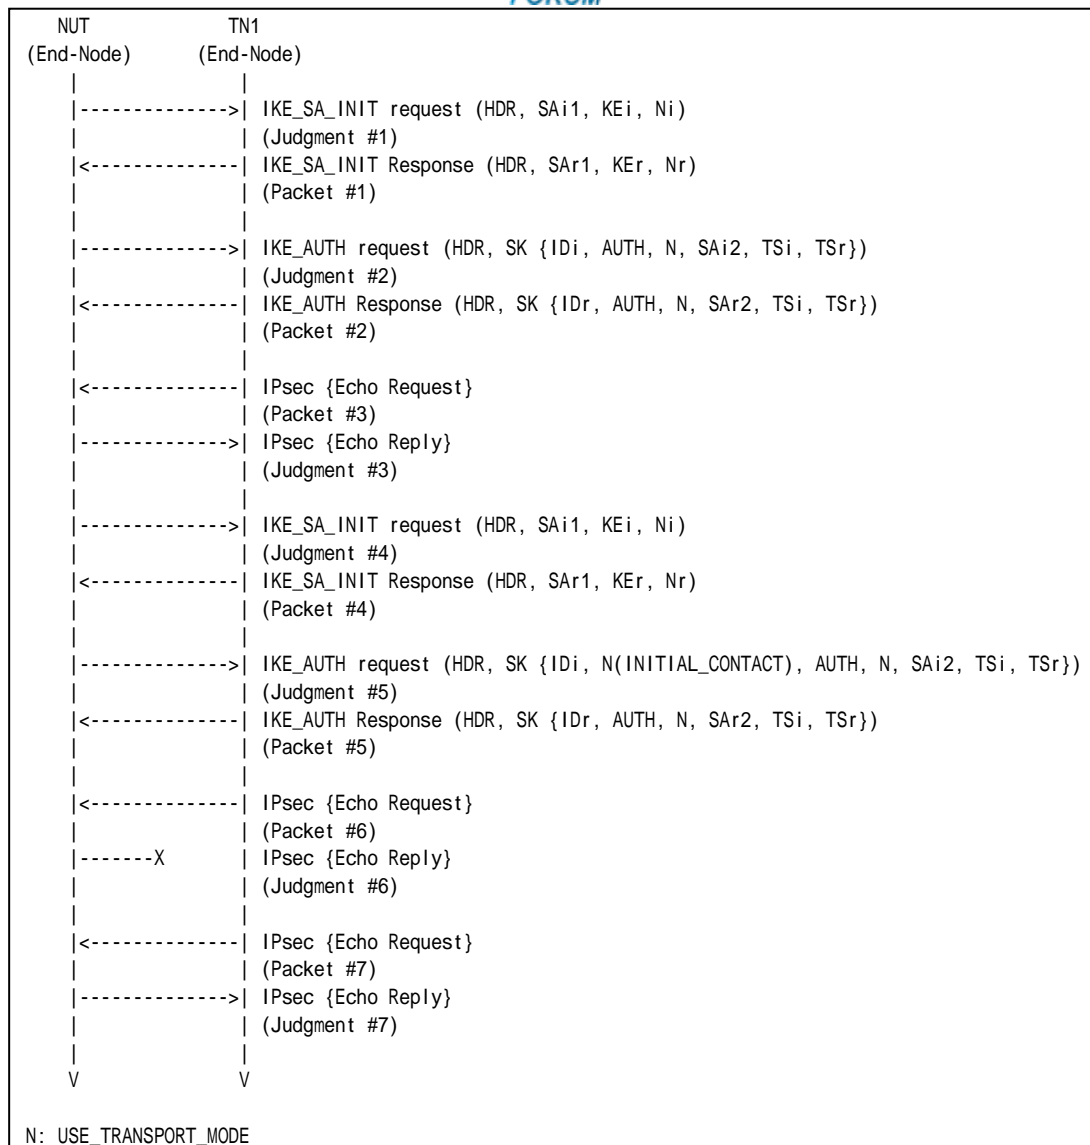 FORUM
NUT TN1
(End-Node) (End-Node)
| |
|-------------->| IKE_SA_INIT request (HDR, SAi1, KEi, Ni)
| | (Judgment #1)
|<--------------| IKE_SA_INIT Response (HDR, SAr1, KEr, Nr)
| | (Packet #1)
| |
|-------------->| IKE_AUTH request (HDR, SK {IDi, AUTH, N, SAi2, TSi, TSr})
| | (Judgment #2)
|<--------------| IKE_AUTH Response (HDR, SK {IDr, AUTH, N, SAr2, TSi, TSr})
| | (Packet #2)
| |
|<--------------| IPsec {Echo Request}
| | (Packet #3)
|-------------->| IPsec {Echo Reply}
| | (Judgment #3)
| |
|-------------->| IKE_SA_INIT request (HDR, SAi1, KEi, Ni)
| | (Judgment #4)
|<--------------| IKE_SA_INIT Response (HDR, SAr1, KEr, Nr)
| | (Packet #4)
| |
|-------------->| IKE_AUTH request (HDR, SK {IDi, N(INITIAL_CONTACT), AUTH, N, SAi2, TSi, TSr})
| | (Judgment #5)
|<--------------| IKE_AUTH Response (HDR, SK {IDr, AUTH, N, SAr2, TSi, TSr})
| | (Packet #5)
| |
|<--------------| IPsec {Echo Request}
| | (Packet #6)
|-------X | IPsec {Echo Reply}
| | (Judgment #6)
| |
|<--------------| IPsec {Echo Request}
| | (Packet #7)
|-------------->| IPsec {Echo Reply}
| | (Judgment #7)
| |
V V
N: USE_TRANSPORT_MODE